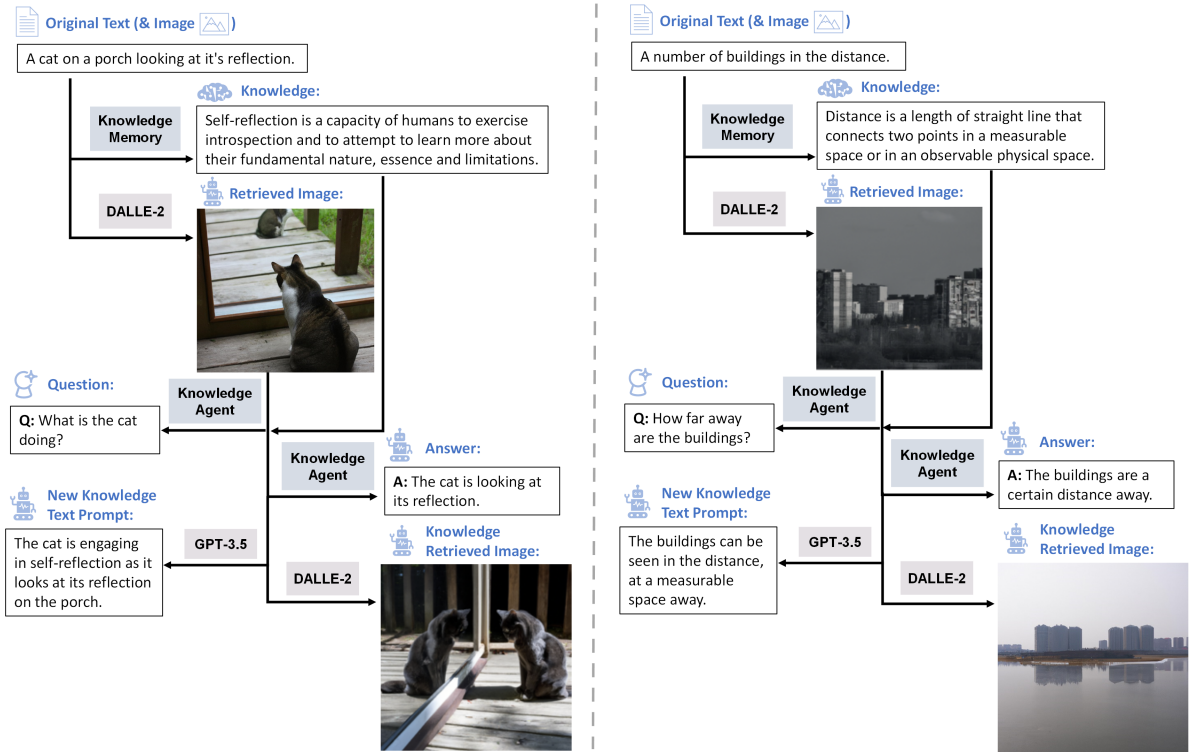 Original Text (& Image )
A cat on a porch looking at it's reflection.
Knowledge:
Knowledge
Memory
Self-reflection is a capacity of humans to exercise
introspection and to attempt to learn more about
their fundamental nature, essence and limitations.
Retrieved Image:
DALLE-2
Question:
Knowledge
Agent
Q: What is the cat
doing?
Knowledge
Agent
Answer:
A: The cat is looking at
its reflection.
New Knowledge
Text Prompt:
GPT-3.5
The cat is engaging
in self-reflection as it
looks at its reflection
on the porch.
Knowledge
Retrieved Image:
DALLE-2
Original Text (& Image )
A number of buildings in the distance.
Knowledge:
Knowledge
Memory
Distance is a length of straight line that
connects two points in a measurable
space or in an observable physical space.
Retrieved Image:
DALLE-2
Question:
Knowledge
Agent
Q: How far away
are the buildings?
Knowledge
Agent
Answer:
A: The buildings are a
certain distance away.
New Knowledge
Text Prompt:
GPT-3.5
The buildings can be
seen in the distance,
at a measurable
space away.
Knowledge
Retrieved Image:
DALLE-2